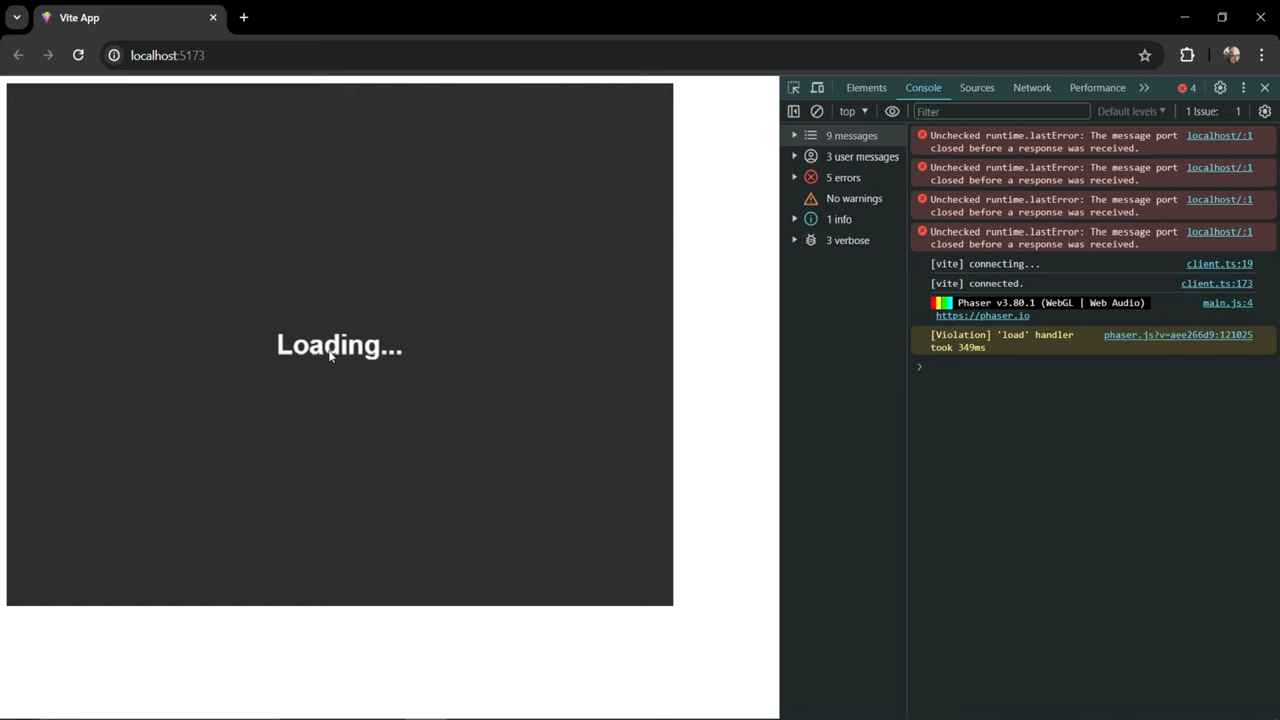 Vite App
localhost:5173
Loading...
Elements
Console
Sources
Network
Performance
4
top
Filter
Default levels
1 Issue: 1
9 messages
3 user messages
5 errors
No warnings
1 info
3 verbose
Unchecked runtime.lastError: The message port localhost/:1
closed before a response was received.
Unchecked runtime.lastError: The message port localhost/:1
closed before a response was received.
Unchecked runtime.lastError: The message port localhost/:1
closed before a response was received.
Unchecked runtime.lastError: The message port localhost/:1
closed before a response was received.
[vite] connecting... client.ts:19
[vite] connected. client.ts:173
Phaser v3.80.1 (WebGL | Web Audio) main.js:4
https://phaser.io
[Violation] 'load' handler phaser.js?v=aee266d9:121025
took 349ms